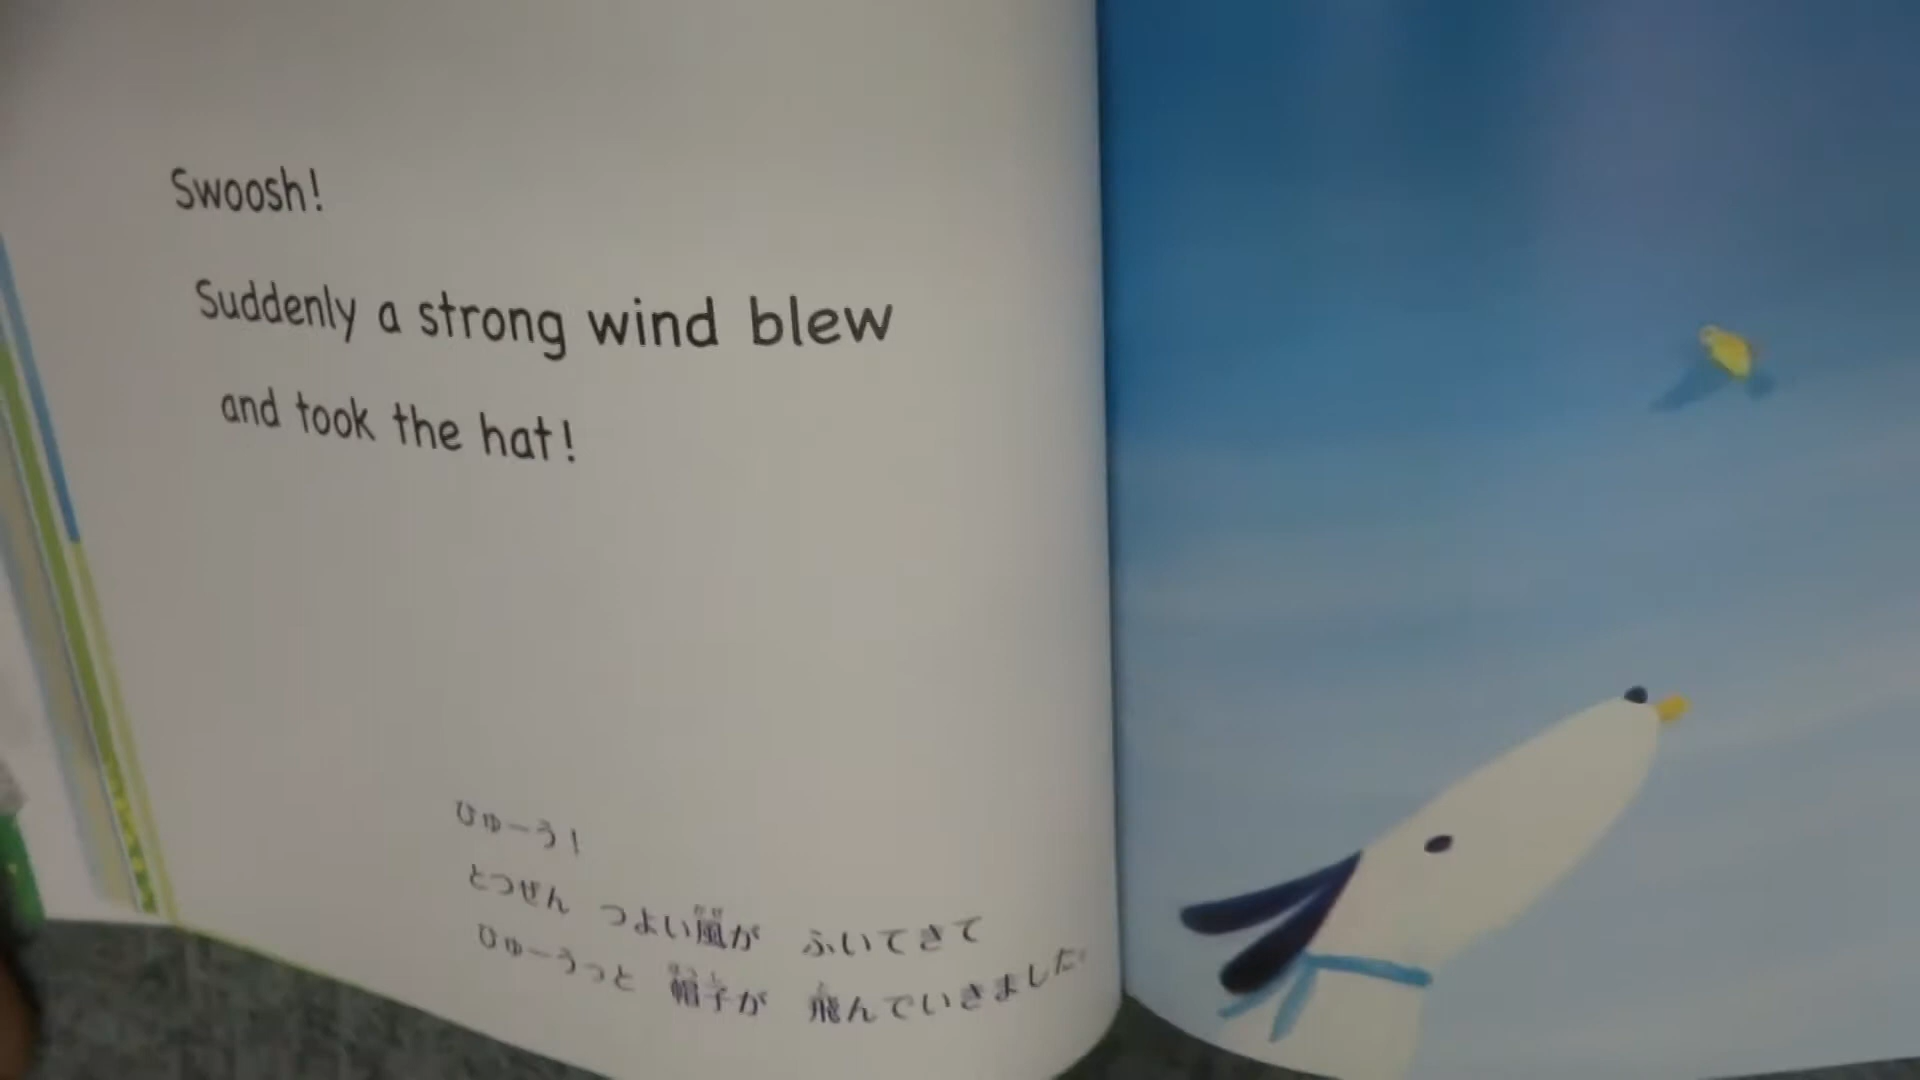 Swoosh!
Suddenly a strong wind blew
and took the hat!
ひゅーう！
とつぜん つよい風が ふいてきて
ひゅーうっと 帽子が 飛んでいきました。